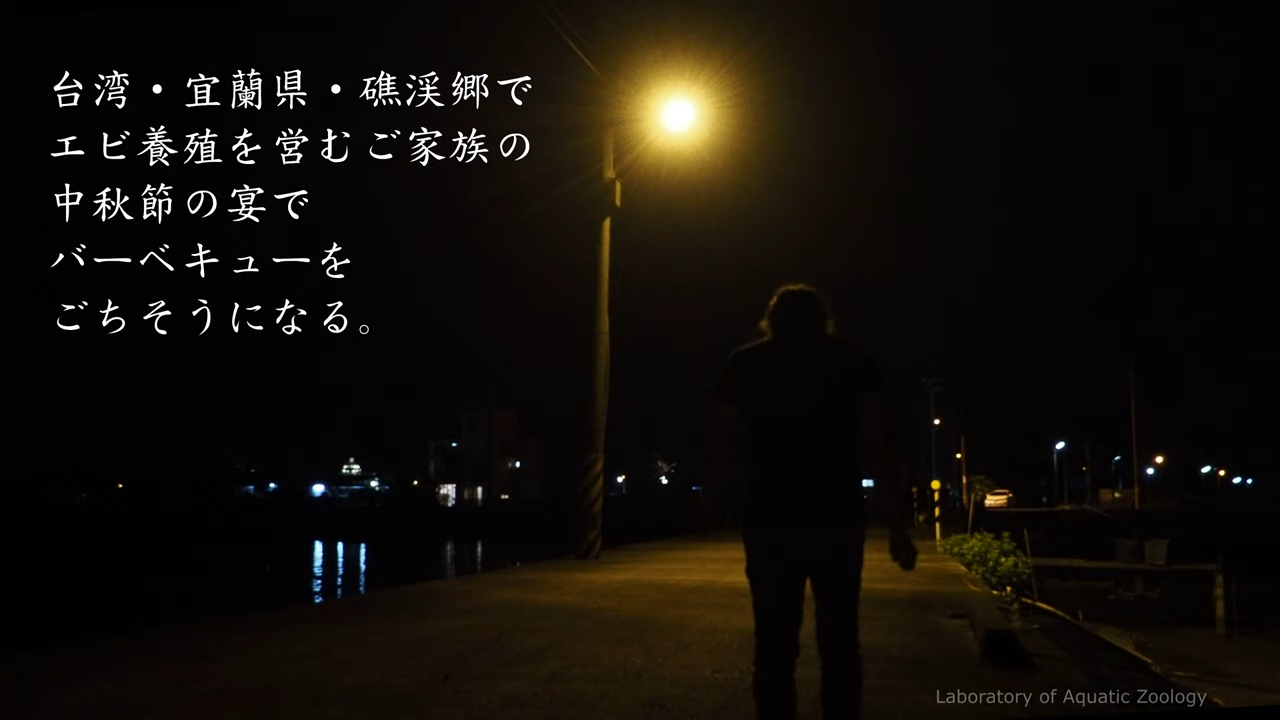 台湾・宜蘭県・礁渓郷で
エビ養殖を営むご家族の
中秋節の宴で
バーベキューを
ごちそうになる。
Laboratory of Aquatic Zoology